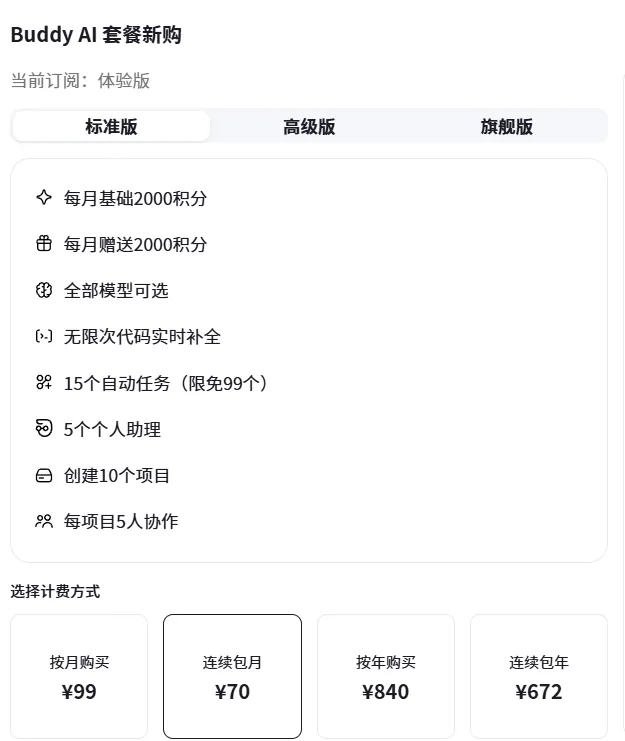 Buddy AI 套餐新购
当前订阅：体验版
标准版 高级版 旗舰版
每月基础2000积分
每月赠送2000积分
全部模型可选
无限次代码实时补全
15个自动任务（限免99个）
5个个人助理
创建10个项目
每项目5人协作
选择计费方式
按月购买 连续包月 按年购买 连续包年
¥99 ¥70 ¥840 ¥672